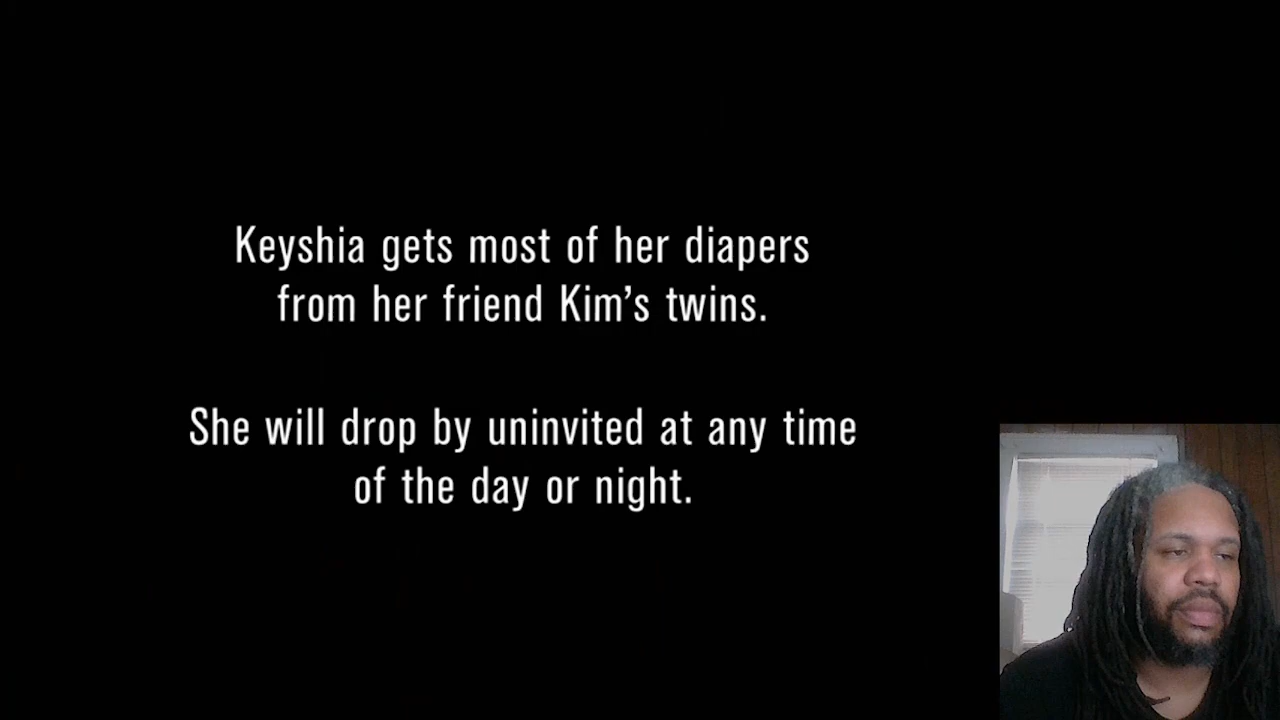 Keyshia gets most of her diapers
from her friend Kim’s twins.
She will drop by uninvited at any time
of the day or night.